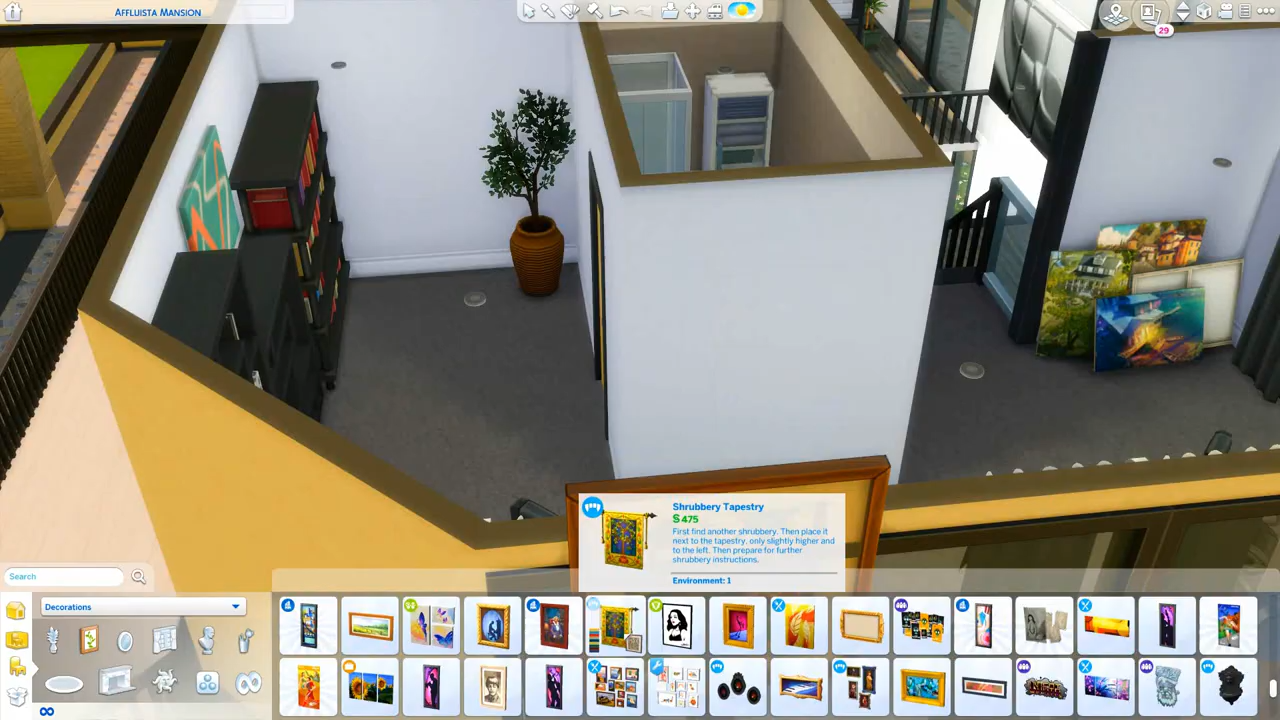 AFFLUISTA MANSION
29
Shrubbery Tapestry
$475
First find another shrubbery. Then place it
next to the tapestry, only slightly higher and
to the left. Then prepare for further
shrubbery instructions.
Environment: 1
Search
Decorations